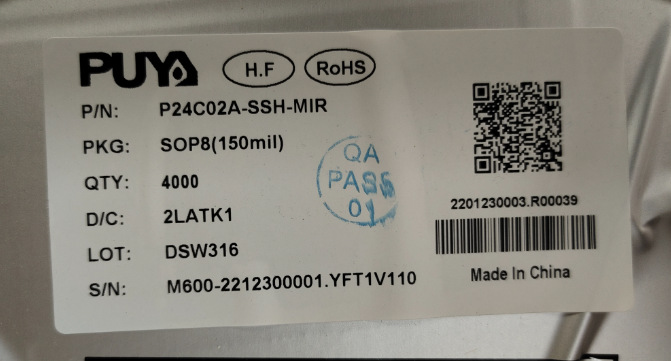 PUYA H.F RoHS
P/N: P24C02A-SSH-MIR
PKG: SOP8(150mil)
QTY: 4000
D/C: 2LATK1
LOT: DSW316
S/N: M600-2212300001.YFT1V110
QA
PASS
01
2201230003.R00039
Made In China